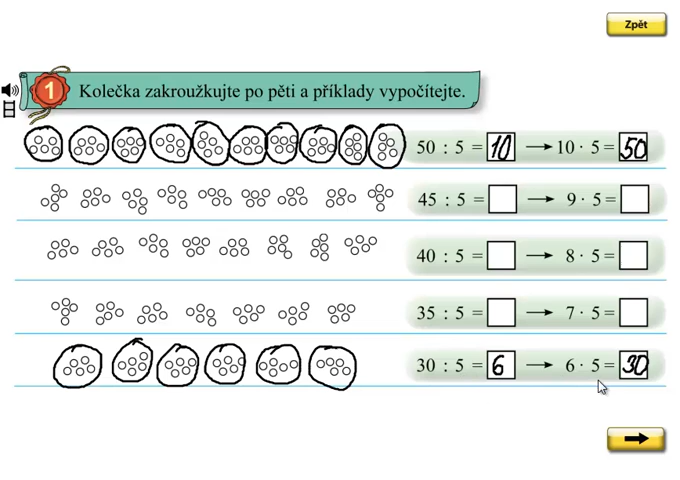 Zpět
1 Kolečka zakroužkujte po pěti a příklady vypočítejte.
50 : 5 = 10 → 10 · 5 = 50
45 : 5 = → 9 · 5 =
40 : 5 = → 8 · 5 =
35 : 5 = → 7 · 5 =
30 : 5 = 6 → 6 · 5 = 30